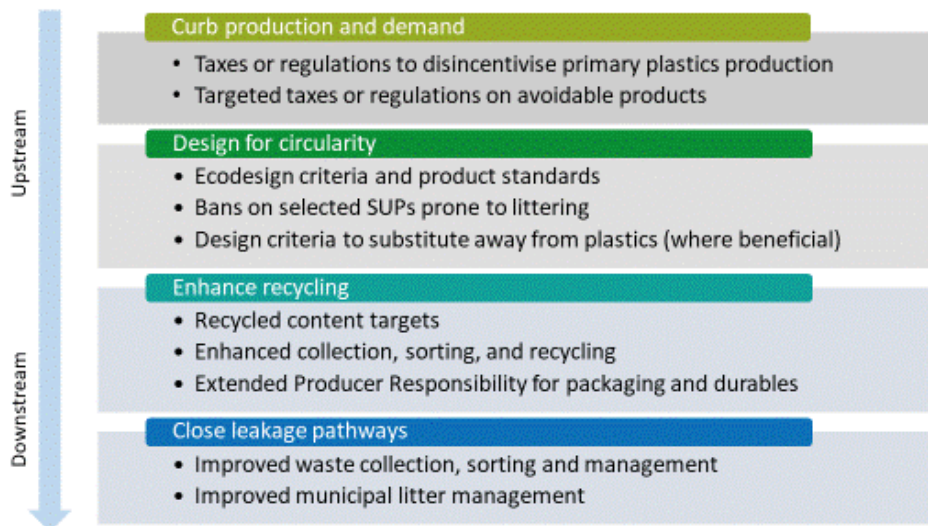 Curb production and demand
• Taxes or regulations to disincentivise primary plastics production
• Targeted taxes or regulations on avoidable products
Upstream
Design for circularity
• Ecodesign criteria and product standards
• Bans on selected SUPs prone to littering
• Design criteria to substitute away from plastics (where beneficial)
Enhance recycling
• Recycled content targets
• Enhanced collection, sorting, and recycling
• Extended Producer Responsibility for packaging and durables
Downstream
Close leakage pathways
• Improved waste collection, sorting and management
• Improved municipal litter management